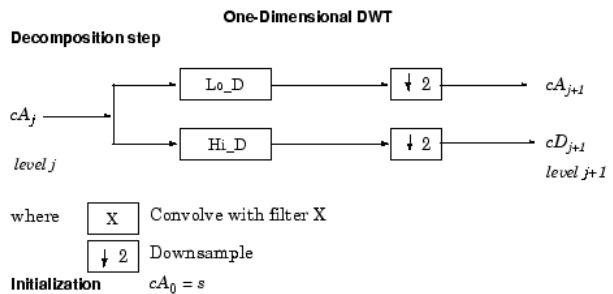 One-Dimensional DWT
Decomposition step
Lo_D ↓ 2 cA_{j+1}
cA_j
Hi_D ↓ 2 cD_{j+1}
level j level j+1
where X Convolve with filter X
↓ 2 Downsample
Initialization cA_0 = s